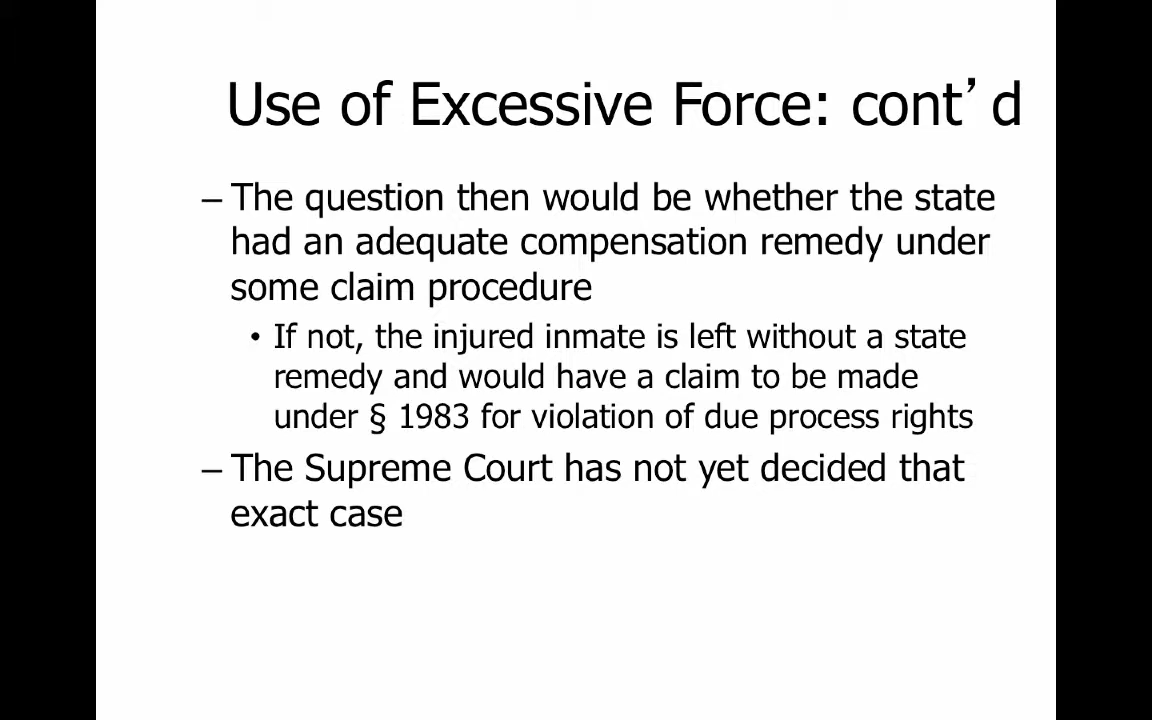 Use of Excessive Force: cont’d
– The question then would be whether the state
had an adequate compensation remedy under
some claim procedure
• If not, the injured inmate is left without a state
remedy and would have a claim to be made
under § 1983 for violation of due process rights
– The Supreme Court has not yet decided that
exact case